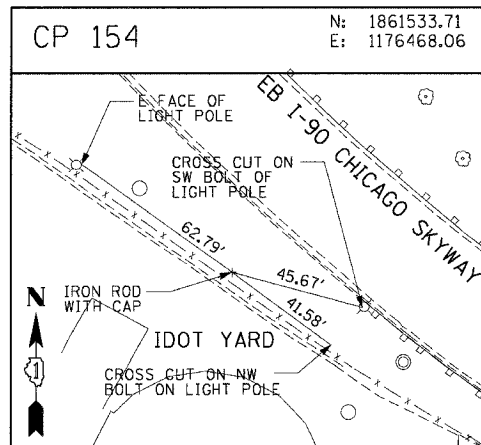 CP 154
N: 1861533.71
E: 1176468.06
E FACE OF
LIGHT POLE
EB I-90 CHICAGO SKYWAY
CROSS CUT ON
SW BOLT OF
LIGHT POLE
62.79'
45.67'
41.58'
IRON ROD
WITH CAP
N
1
IDOT YARD
CROSS CUT ON NW
BOLT ON LIGHT POLE